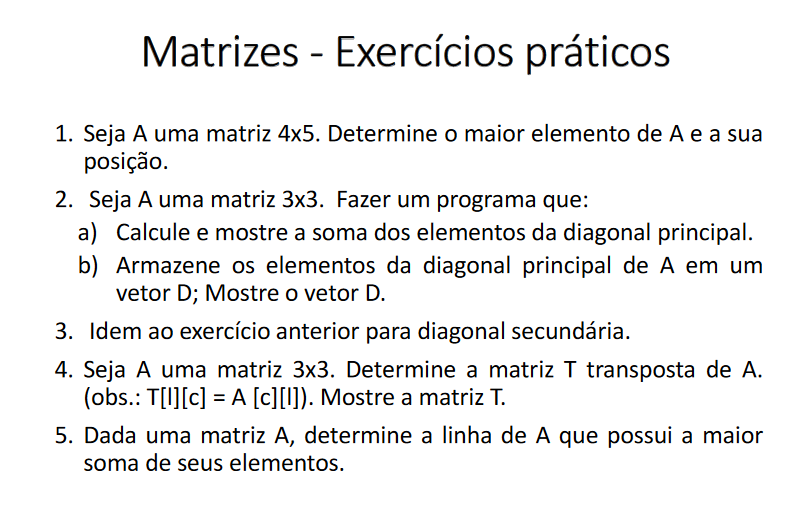 Matrizes - Exercícios práticos
1. Seja A uma matriz 4x5. Determine o maior elemento de A e a sua
posição.
2. Seja A uma matriz 3x3. Fazer um programa que:
a) Calcule e mostre a soma dos elementos da diagonal principal.
b) Armazene os elementos da diagonal principal de A em um
vetor D; Mostre o vetor D.
3. Idem ao exercício anterior para diagonal secundária.
4. Seja A uma matriz 3x3. Determine a matriz T transposta de A.
(obs.: T[l][c] = A [c][l]). Mostre a matriz T.
5. Dada uma matriz A, determine a linha de A que possui a maior
soma de seus elementos.